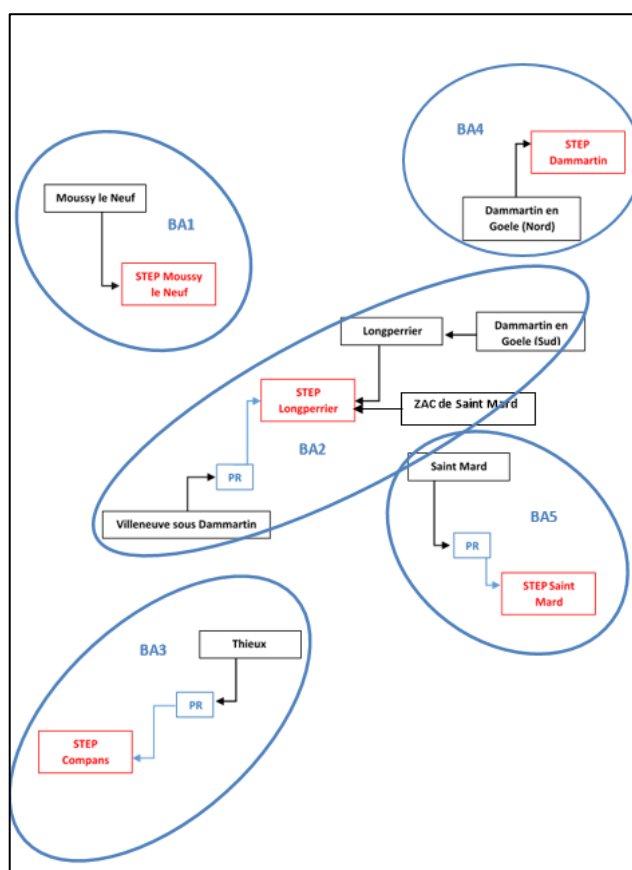 BA4
STEP
Dammartin
Dammartin en
Goele (Nord)
Moussy le Neuf
BA1
STEP Moussy
le Neuf
Longperrier
Dammartin en
Goele (Sud)
STEP
Longperrier
ZAC de Saint Mard
BA2
PR
Villeneuve sous Dammartin
Saint Mard
PR
BA5
STEP Saint
Mard
Thieux
BA3
PR
STEP
Compans